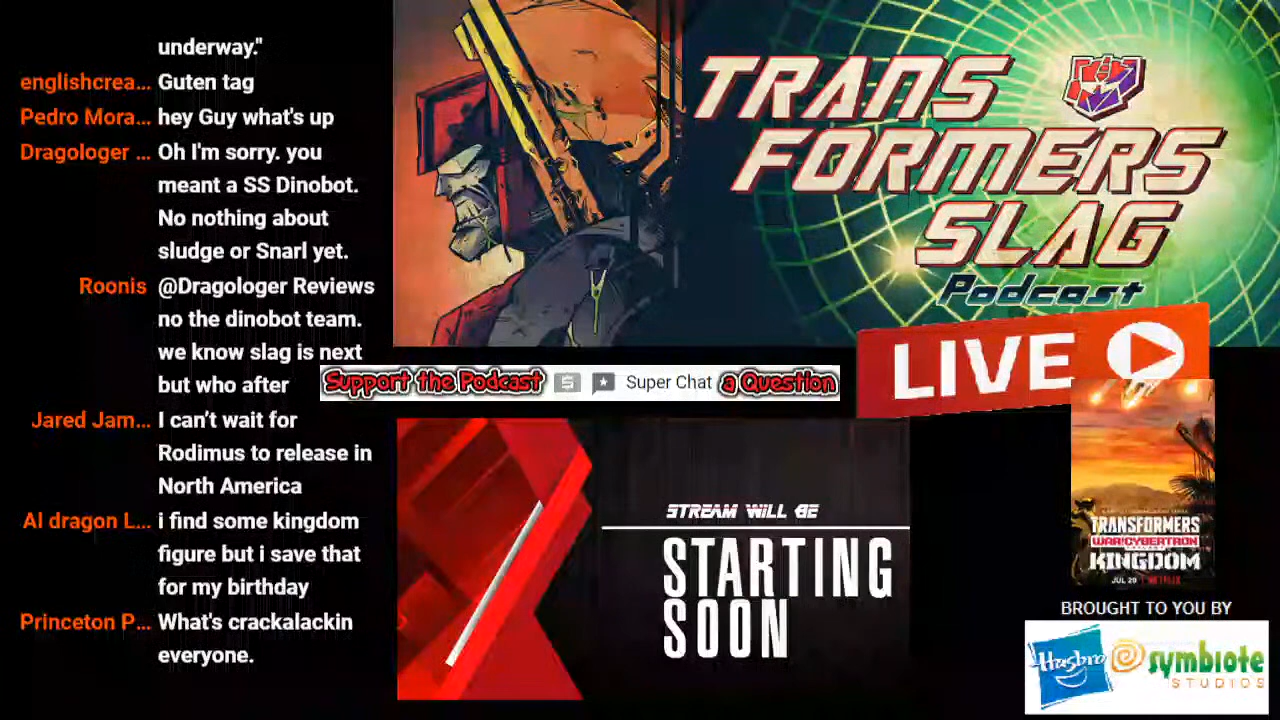 underway."
englishcrea... Guten tag
Pedro Mora... hey Guy what's up
Dragologer ... Oh I'm sorry. you
meant a SS Dinobot.
No nothing about
sludge or Snarl yet.
Roonis @Dragologer Reviews
no the dinobot team.
we know slag is next
but who after
Jared Jam... I can't wait for
Rodimus to release in
North America
Al dragon L... i find some kingdom
figure but i save that
for my birthday
Princeton P... What's crackalackin
everyone.
TRANS
FORMERS
SLAG
Podcast
LIVE
Support the Podcast $ Super Chat a Question
STREAM WILL BE
STARTING
SOON
TRANSFORMERS
WAR CYBERTRON
KINGDOM
JUL 29 NETFLIX
BROUGHT TO YOU BY
Hasbro symbiote
STUDIOS